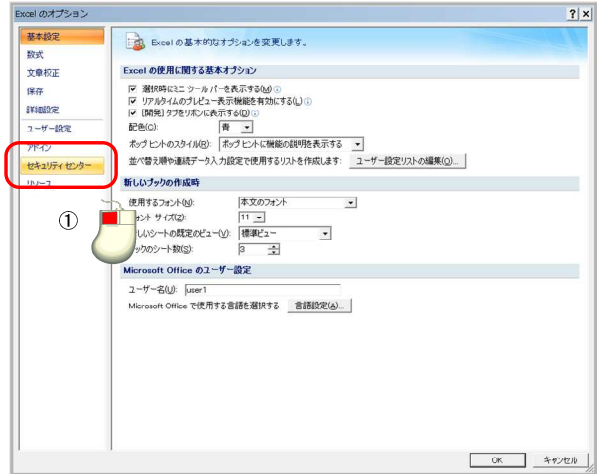 Excel のオプション
基本設定
数式
文章校正
保存
詳細設定
ユーザー設定
アドイン
セキュリティ センター
リソース
①
Excel の基本的なオプションを変更します。
Excel の使用に関する基本オプション
選択時にミニ ツール バーを表示する(M)
リアルタイムのプレビュー表示機能を有効にする(L)
[開発] タブをリボンに表示する(D)
配色(C): 青
ポップ ヒントのスタイル(R): ポップ ヒントに機能の説明を表示する
並べ替え順や連続データ入力設定で使用するリストを作成します: ユーザー設定リストの編集(O)...
新しいブックの作成時
使用するフォント(N): 本文のフォント
ォント サイズ(Z): 11
しいシートの既定のビュー(V): 標準ビュー
ックのシート数(S): 3
Microsoft Office のユーザー設定
ユーザー名(U): user1
Microsoft Office で使用する言語を選択する 言語設定(A)...
OK キャンセル